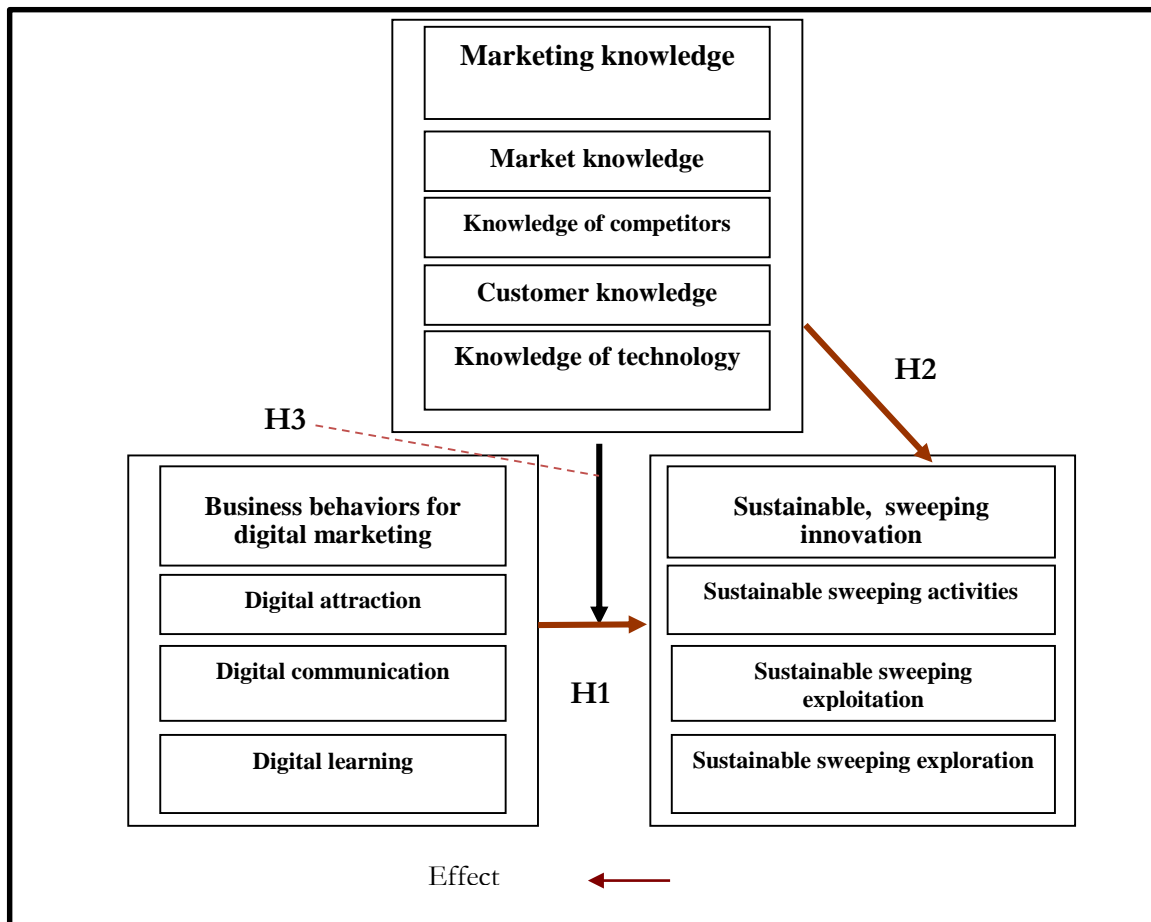 Marketing knowledge
Market knowledge
Knowledge of competitors
Customer knowledge
Knowledge of technology
H2
H3
Business behaviors for
digital marketing
Digital attraction
Digital communication
Digital learning
H1
Sustainable, sweeping
innovation
Sustainable sweeping activities
Sustainable sweeping
exploitation
Sustainable sweeping exploration
Effect